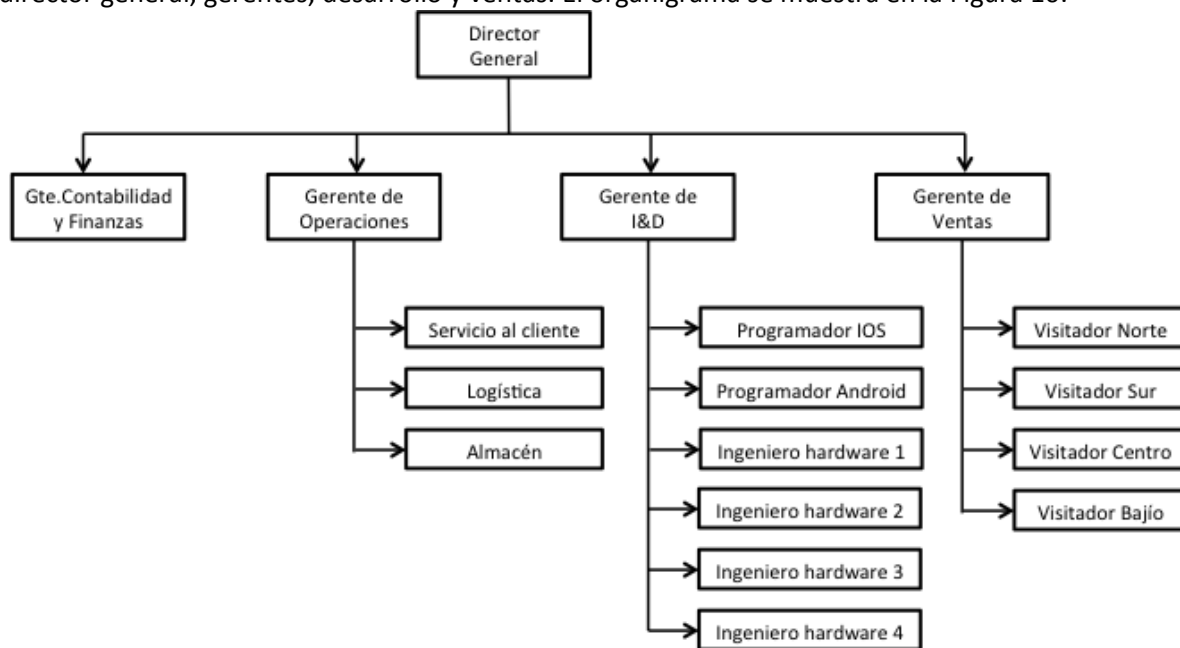 director general, gerentes, desarrollo y ventas. El organigrama se muestra en la Figura 10.
Director
General
Gte.Contabilidad
y Finanzas
Gerente de
Operaciones
Gerente de
I&D
Gerente de
Ventas
Servicio al cliente
Logística
Almacén
Programador IOS
Programador Android
Ingeniero hardware 1
Ingeniero hardware 2
Ingeniero hardware 3
Ingeniero hardware 4
Visitador Norte
Visitador Sur
Visitador Centro
Visitador Bajío